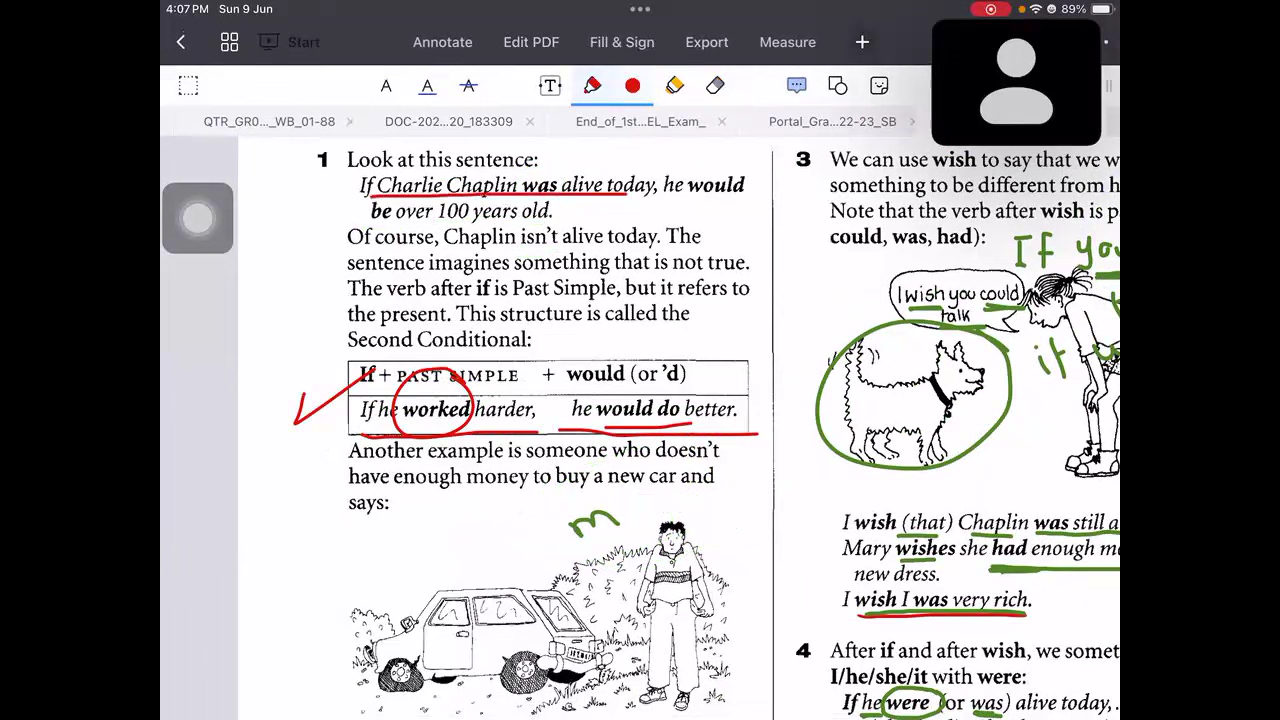 4:07PM Sun 9 Jun
89%
Start
Annotate
Edit PDF
Fill & Sign
Export
Measure
QTR_GR0..._WB_01-88
DOC-202...20_183309
End_of_1st...EL_Exam_
Portal_Gra...22-23_SB
1 Look at this sentence:
If Charlie Chaplin was alive today, he would
be over 100 years old.
Of course, Chaplin isn't alive today. The
sentence imagines something that is not true.
The verb after if is Past Simple, but it refers to
the present. This structure is called the
Second Conditional:
If + PAST SIMPLE + would (or 'd)
If he worked harder, he would do better.
Another example is someone who doesn't
have enough money to buy a new car and
says:
m
3 We can use wish to say that we w
something to be different from h
Note that the verb after wish is p
could, was, had):
If you
I wish you could
talk
it
I wish (that) Chaplin was still a
Mary wishes she had enough m
new dress.
I wish I was very rich.
4 After if and after wish, we somet
I/he/she/it with were:
If he were (or was) alive today, .